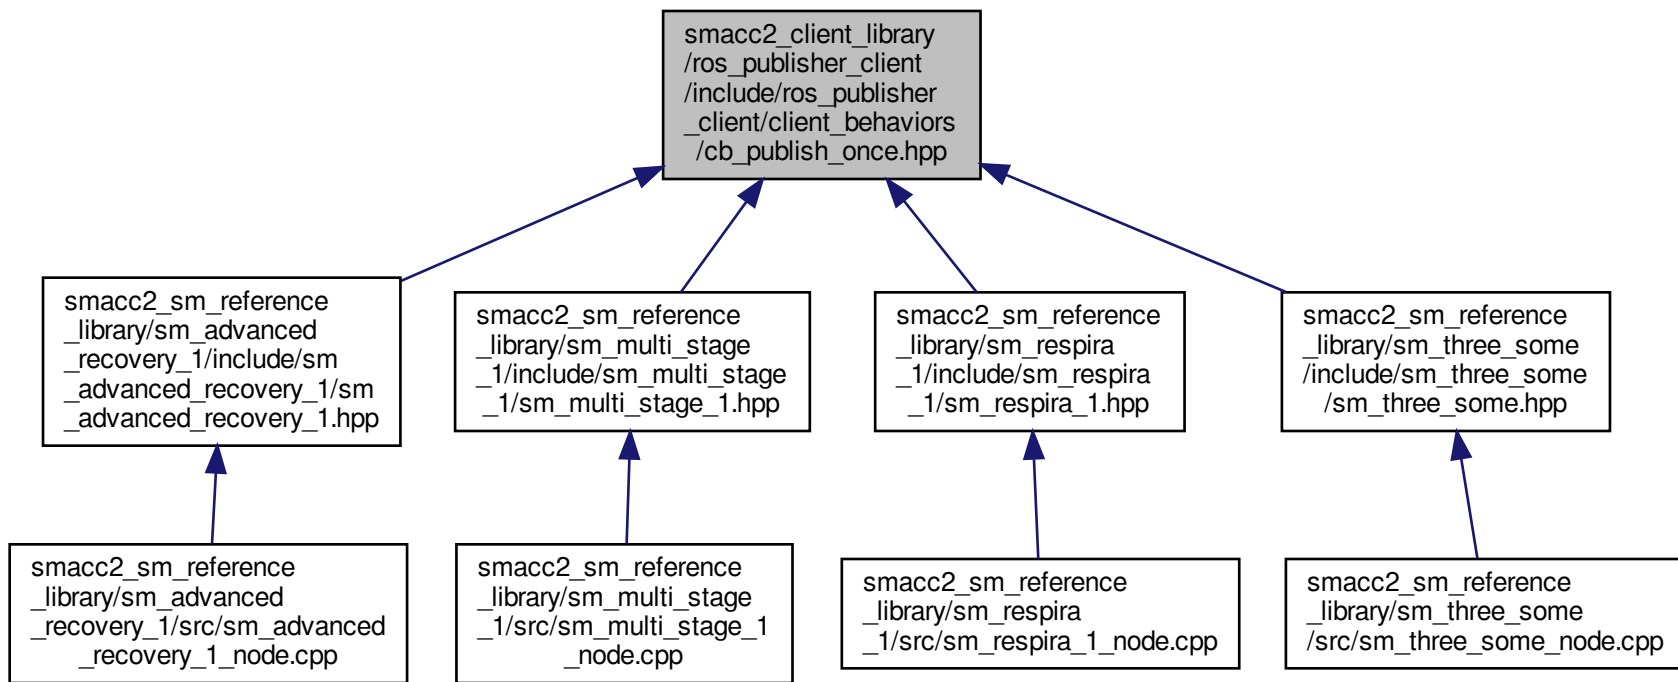 smacc2_client_library
/ros_publisher_client
/include/ros_publisher
_client/client_behaviors
/cb_publish_once.hpp
smacc2_sm_reference
_library/sm_advanced
_recovery_1/include/sm
_advanced_recovery_1/sm
_advanced_recovery_1.hpp
smacc2_sm_reference
_library/sm_multi_stage
_1/include/sm_multi_stage
_1/sm_multi_stage_1.hpp
smacc2_sm_reference
_library/sm_respira
_1/include/sm_respira
_1/sm_respira_1.hpp
smacc2_sm_reference
_library/sm_three_some
/include/sm_three_some
/sm_three_some.hpp
smacc2_sm_reference
_library/sm_advanced
_recovery_1/src/sm_advanced
_recovery_1_node.cpp
smacc2_sm_reference
_library/sm_multi_stage
_1/src/sm_multi_stage_1
_node.cpp
smacc2_sm_reference
_library/sm_respira
_1/src/sm_respira_1_node.cpp
smacc2_sm_reference
_library/sm_three_some
/src/sm_three_some_node.cpp